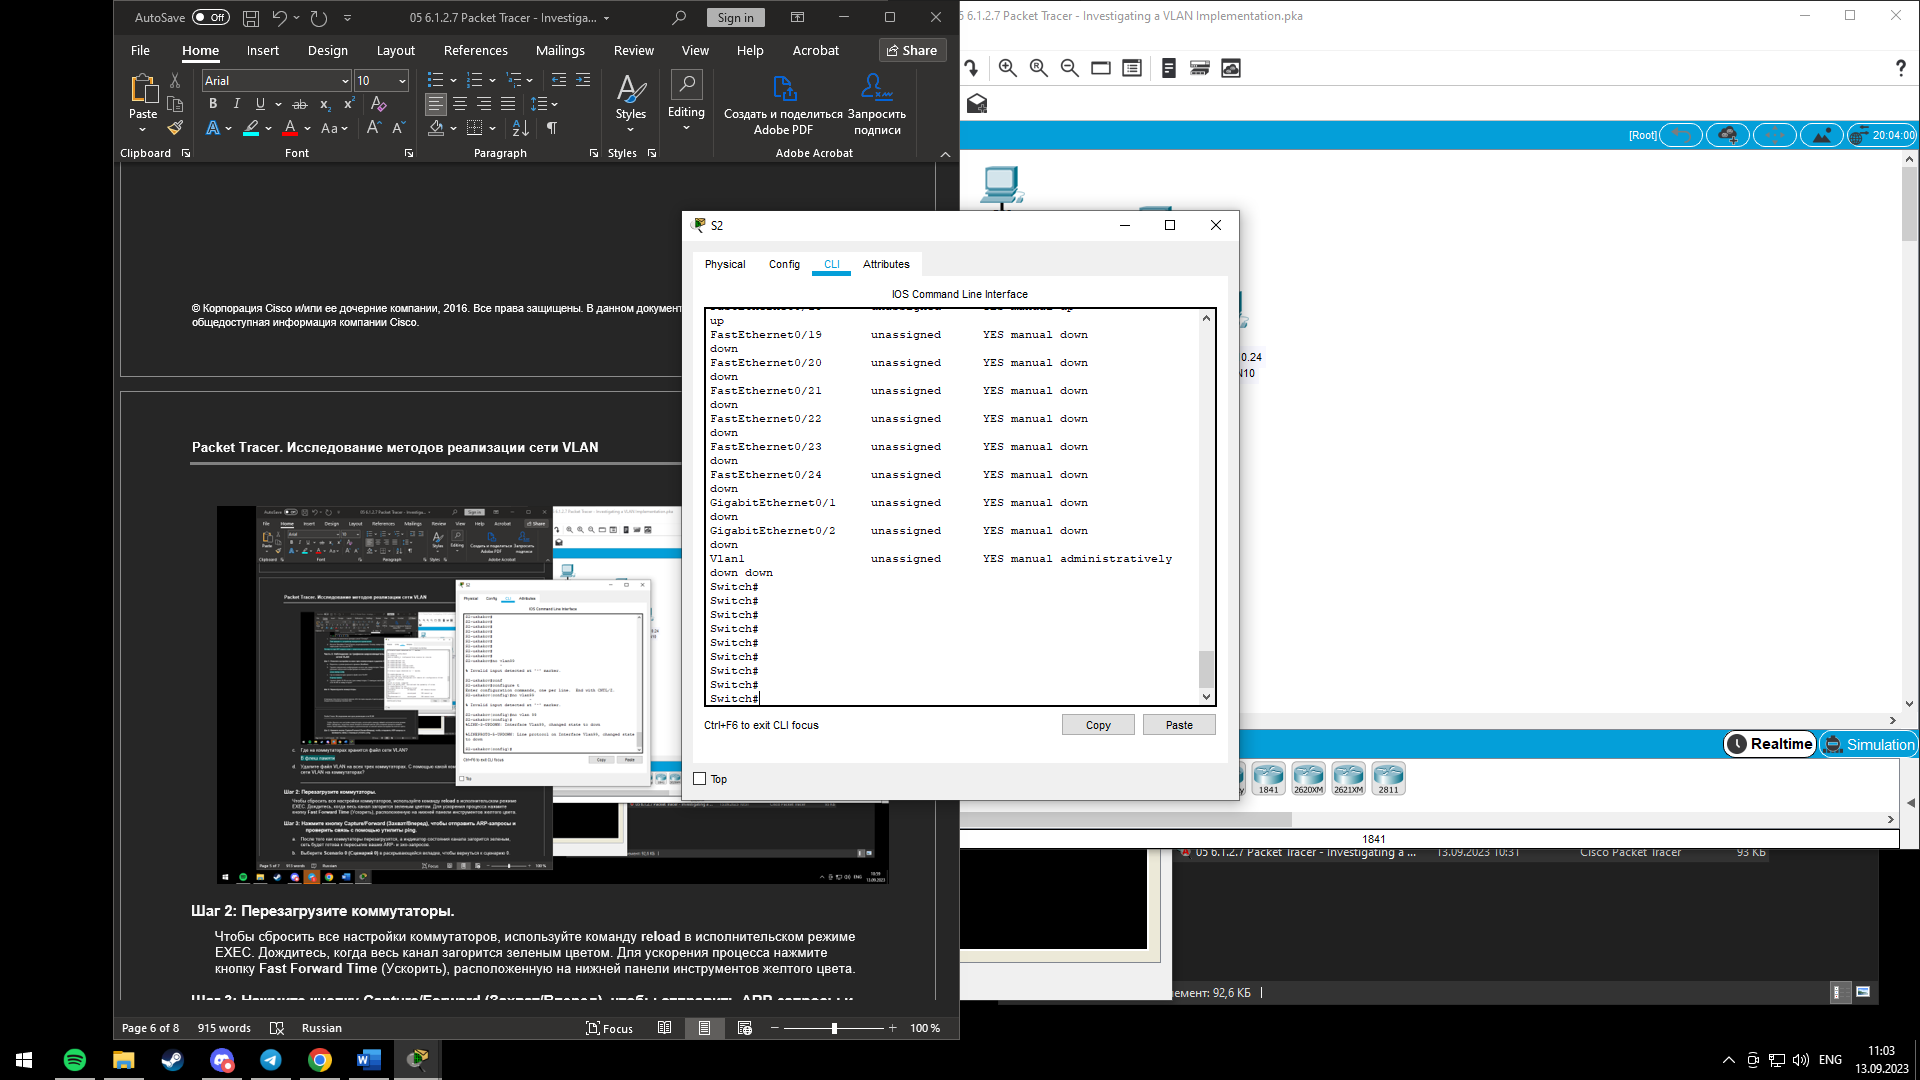 AutoSave Off
05 6.1.2.7 Packet Tracer - Investiga...
Sign in
File Home Insert Design Layout References Mailings Review View Help Acrobat Share
Paste
Arial
10
Styles
Editing
Создать и поделиться Adobe PDF
Запросить подписи
Clipboard
Font
Paragraph
Styles
Adobe Acrobat
© Корпорация Cisco и/или ее дочерние компании, 2016. Все права защищены. В данном документ
общедоступная информация компании Cisco.
Packet Tracer. Исследование методов реализации сети VLAN
Шаг 2: Перезагрузите коммутаторы.
Чтобы сбросить все настройки коммутаторов, используйте команду reload в исполнительском режиме
EXEC. Дождитесь, когда весь канал загорится зеленым цветом. Для ускорения процесса нажмите
кнопку Fast Forward Time (Ускорить), расположенную на нижней панели инструментов желтого цвета.
Шаг 3: Нажмите кнопку Capture/Forward (Захват/Вперед), чтобы отправить ARP-запросы и
Page 6 of 8 915 words Russian Focus 100 %
6.1.2.7 Packet Tracer - Investigating a VLAN Implementation.pka
[Root]
20:04:00
0.24
N10
S2
Physical Config CLI Attributes
IOS Command Line Interface
up
FastEthernet0/19 unassigned YES manual down
down
FastEthernet0/20 unassigned YES manual down
down
FastEthernet0/21 unassigned YES manual down
down
FastEthernet0/22 unassigned YES manual down
down
FastEthernet0/23 unassigned YES manual down
down
FastEthernet0/24 unassigned YES manual down
down
GigabitEthernet0/1 unassigned YES manual down
down
GigabitEthernet0/2 unassigned YES manual down
down
Vlan1 unassigned YES manual administratively
down down
Switch#
Switch#
Switch#
Switch#
Switch#
Switch#
Switch#
Switch#
Switch#
Ctrl+F6 to exit CLI focus
Copy
Paste
Top
Realtime
Simulation
1841 2620XM 2621XM 2811
1841
05 6.1.2.7 Packet Tracer - Investigating a ... 13.09.2023 10:31 Cisco Packet Tracer 93 КБ
емент: 92,6 КБ
ENG
11:03
13.09.2023